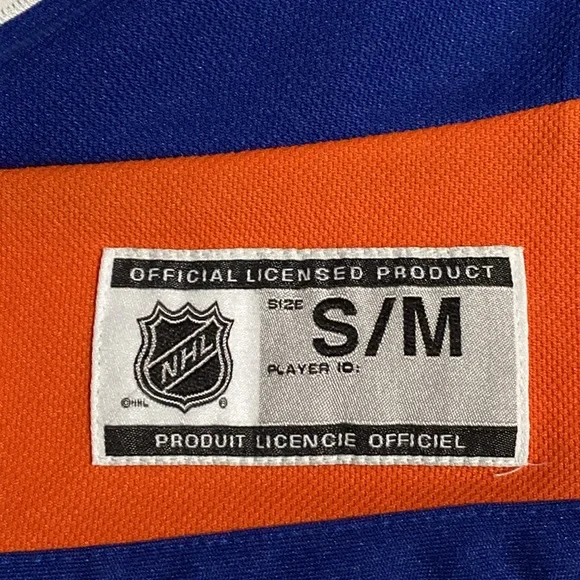 OFFICIAL LICENSED PRODUCT
SIZE S/M
NHL
PLAYER ID:
©NHL ®
PRODUIT LICENCIE OFFICIEL